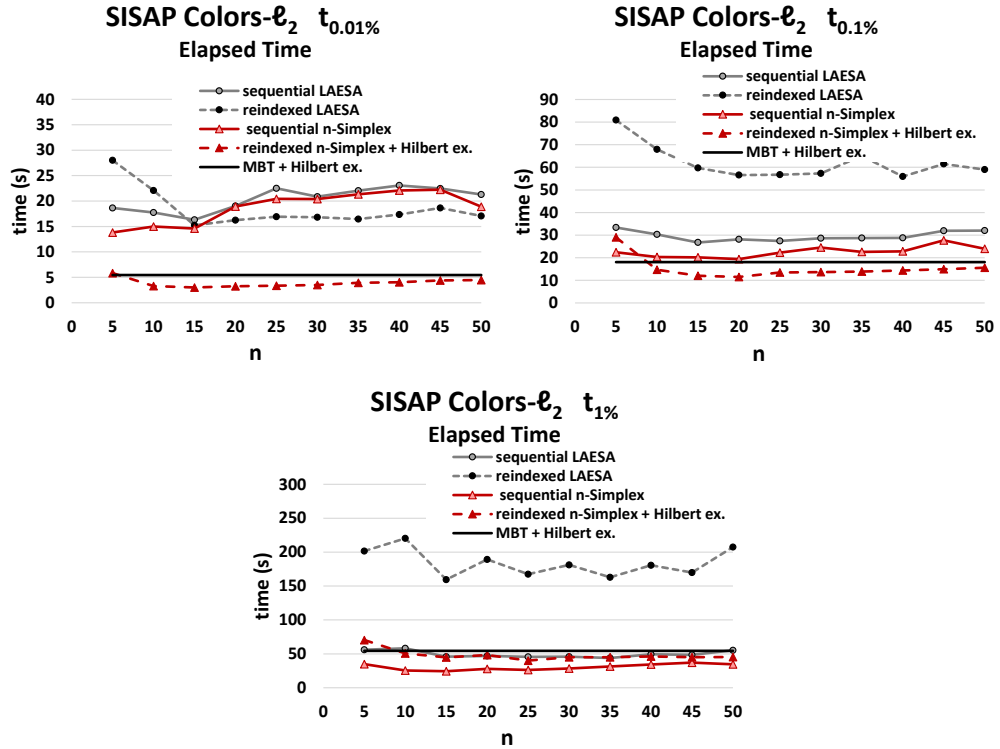 SISAP Colors-ℓ₂ t₀.₀₁%
Elapsed Time
sequential LAESA
reindexed LAESA
sequential n-Simplex
reindexed n-Simplex + Hilbert ex.
MBT + Hilbert ex.
time (s)
40
35
30
25
20
15
10
5
0
0 5 10 15 20 25 30 35 40 45 50
n
SISAP Colors-ℓ₂ t₀.₁%
Elapsed Time
sequential LAESA
reindexed LAESA
sequential n-Simplex
reindexed n-Simplex + Hilbert ex.
MBT + Hilbert ex.
time (s)
90
80
70
60
50
40
30
20
10
0
0 5 10 15 20 25 30 35 40 45 50
n
SISAP Colors-ℓ₂ t₁%
Elapsed Time
sequential LAESA
reindexed LAESA
sequential n-Simplex
reindexed n-Simplex + Hilbert ex.
MBT + Hilbert ex.
time (s)
300
250
200
150
100
50
0
0 5 10 15 20 25 30 35 40 45 50
n